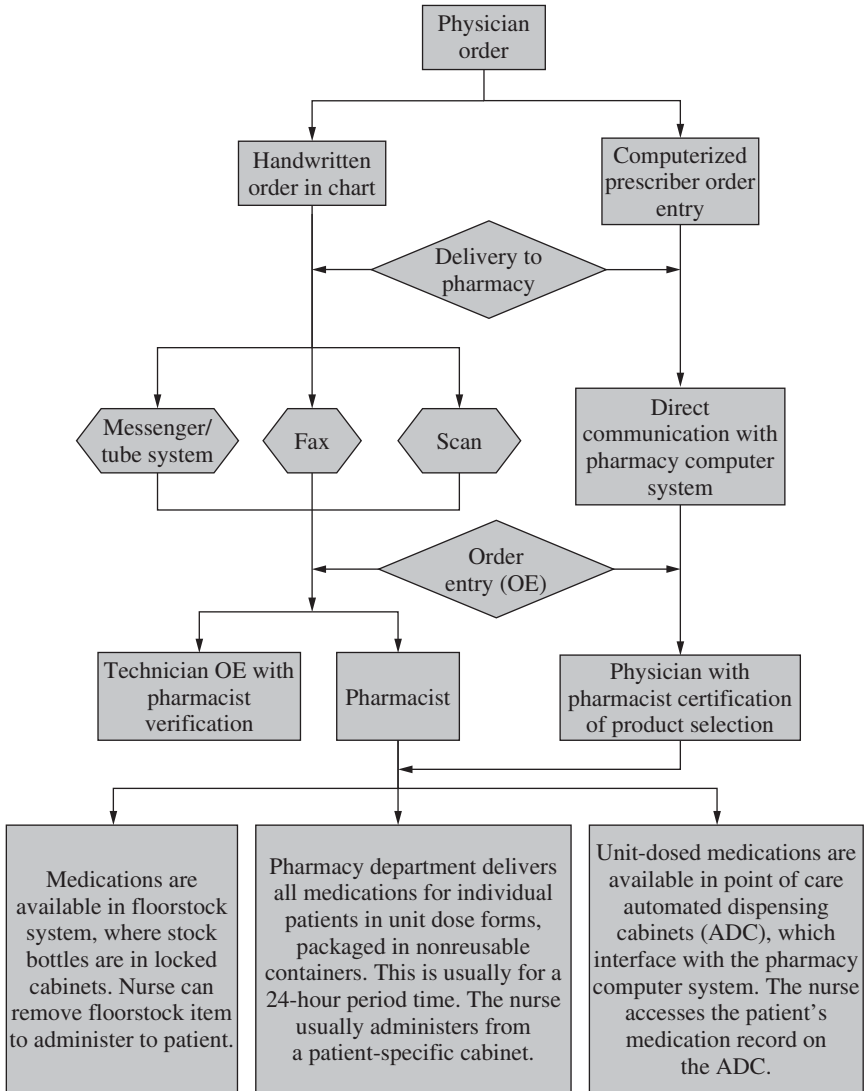 Physician
order
Handwritten
order in chart
Computerized
prescriber order
entry
Delivery to
pharmacy
Messenger/
tube system
Fax
Scan
Direct
communication with
pharmacy computer
system
Order
entry (OE)
Technician OE with
pharmacist
verification
Pharmacist
Physician with
pharmacist certification
of product selection
Medications are
available in floorstock
system, where stock
bottles are in locked
cabinets. Nurse can
remove floorstock item
to administer to patient.
Pharmacy department delivers
all medications for individual
patients in unit dose forms,
packaged in nonreusable
containers. This is usually for a
24-hour period time. The nurse
usually administers from
a patient-specific cabinet.
Unit-dosed medications are
available in point of care
automated dispensing
cabinets (ADC), which
interface with the pharmacy
computer system. The nurse
accesses the patient's
medication record on
the ADC.